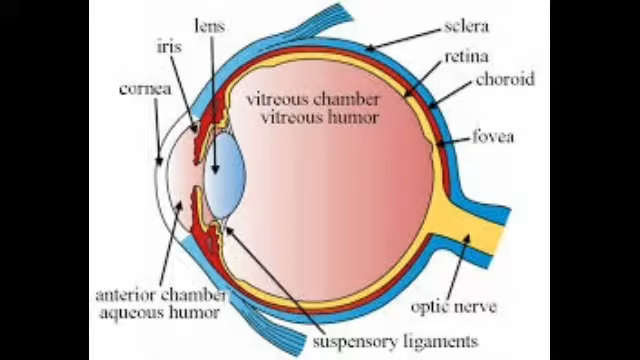 lens
sclera
iris
retina
choroid
cornea
vitreous chamber
vitreous humor
fovea
anterior chamber
aqueous humor
optic nerve
suspensory ligaments